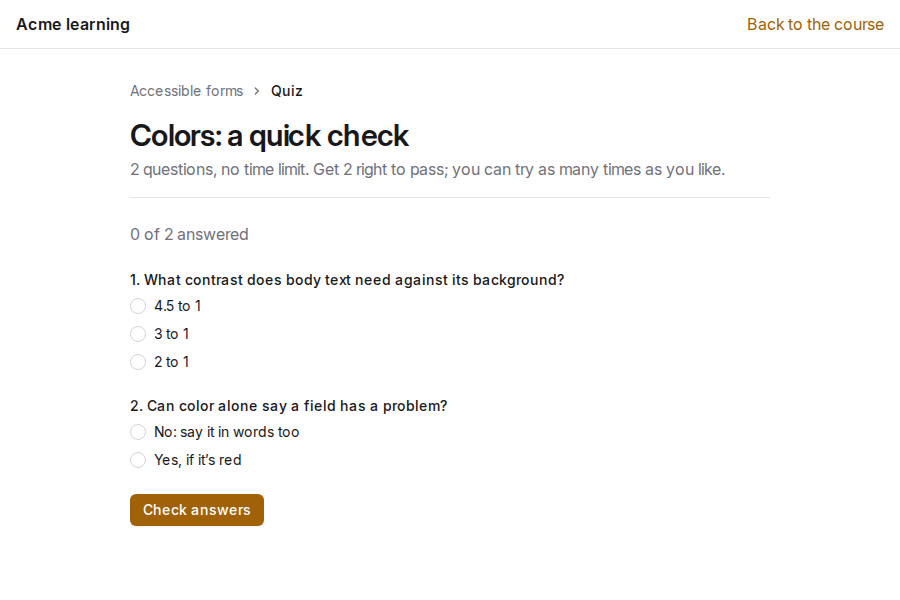 Acme learning
Back to the course
Accessible forms > Quiz
Colors: a quick check
2 questions, no time limit. Get 2 right to pass; you can try as many times as you like.
0 of 2 answered
1. What contrast does body text need against its background?
4.5 to 1
3 to 1
2 to 1
2. Can color alone say a field has a problem?
No: say it in words too
Yes, if it’s red
Check answers